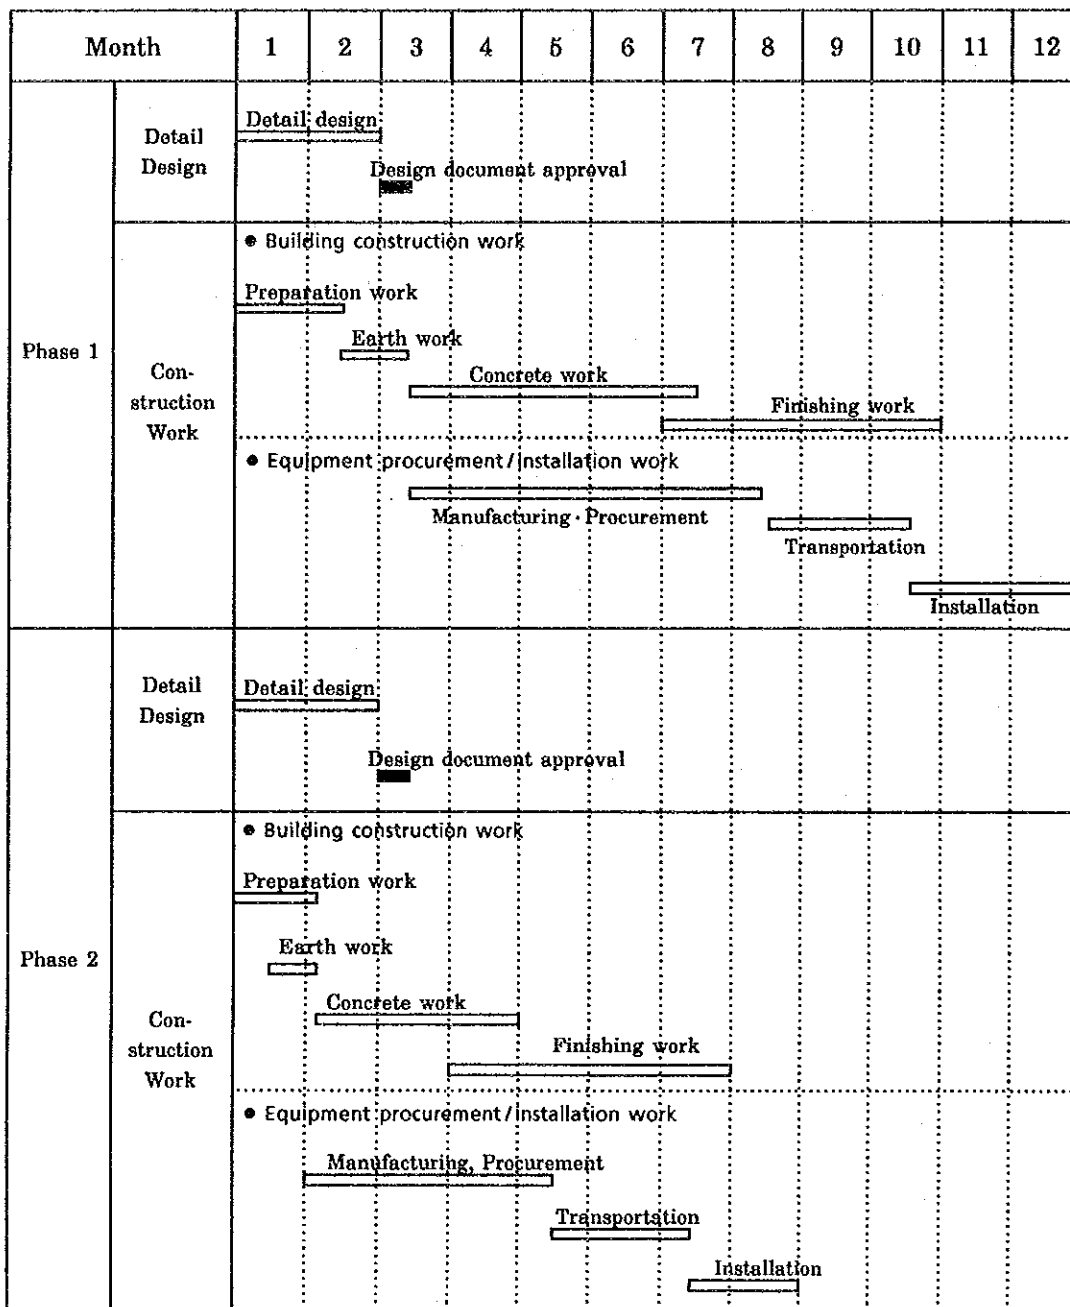 Month 1 2 3 4 5 6 7 8 9 10 11 12
Phase 1
Detail
Design
Detail design
Design document approval
Con-
struction
Work
● Building construction work
Preparation work
Earth work
Concrete work
Finishing work
● Equipment procurement/installation work
Manufacturing · Procurement
Transportation
Installation
Phase 2
Detail
Design
Detail design
Design document approval
Con-
struction
Work
● Building construction work
Preparation work
Earth work
Concrete work
Finishing work
● Equipment procurement/installation work
Manufacturing, Procurement
Transportation
Installation